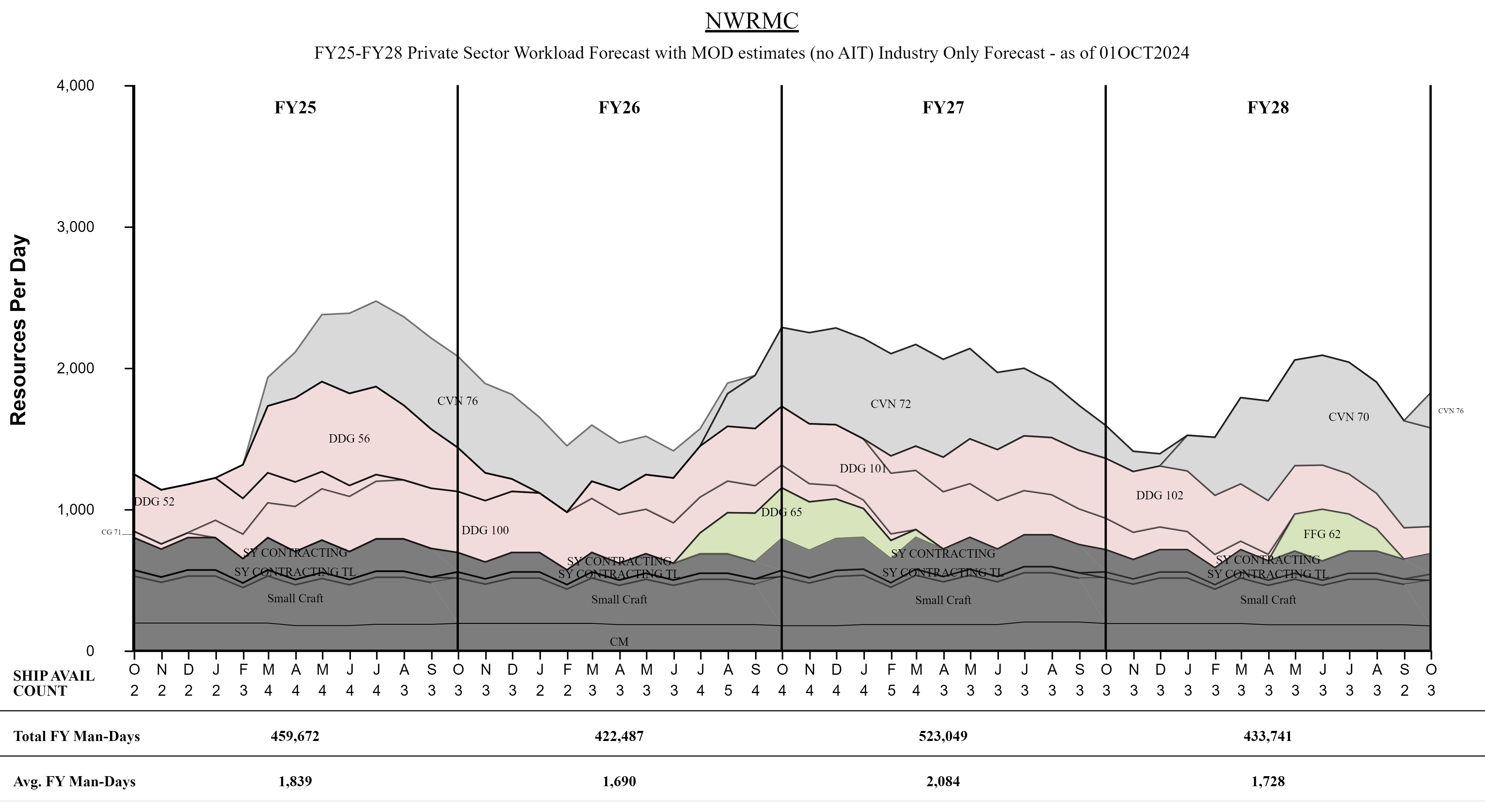 NWRMC
FY25-FY28 Private Sector Workload Forecast with MOD estimates (no AIT) Industry Only Forecast - as of 01OCT2024
4,000
FY25
FY26
FY27
FY28
3,000
Resources Per Day
2,000
CVN 76
CVN 72
CVN 70
CVN 76
DDG 56
DDG 101
DDG 102
1,000
DDG 52
CG 71
DDG 100
DDG 65
FFG 62
SY CONTRACTING
SY CONTRACTING
SY CONTRACTING
SY CONTRACTING
SY CONTRACTING TI
SY CONTRACTING TI
SY CONTRACTING TI
SY CONTRACTING TI
Small Craft
Small Craft
Small Craft
Small Craft
CM
0
O N D J F M A M J J A S O N D J F M A M J J A S O N D J F M A M J J A S O N D J F M A M J J A S O
SHIP AVAIL
COUNT
2 2 2 2 3 4 4 4 4 4 3 3 3 3 3 2 2 3 3 3 3 4 5 4 4 4 4 4 5 4 3 3 3 3 3 3 3 3 3 3 3 3 3 3 3 3 3 2 3
Total FY Man-Days 459,672 422,487 523,049 433,741
Avg. FY Man-Days 1,839 1,690 2,084 1,728